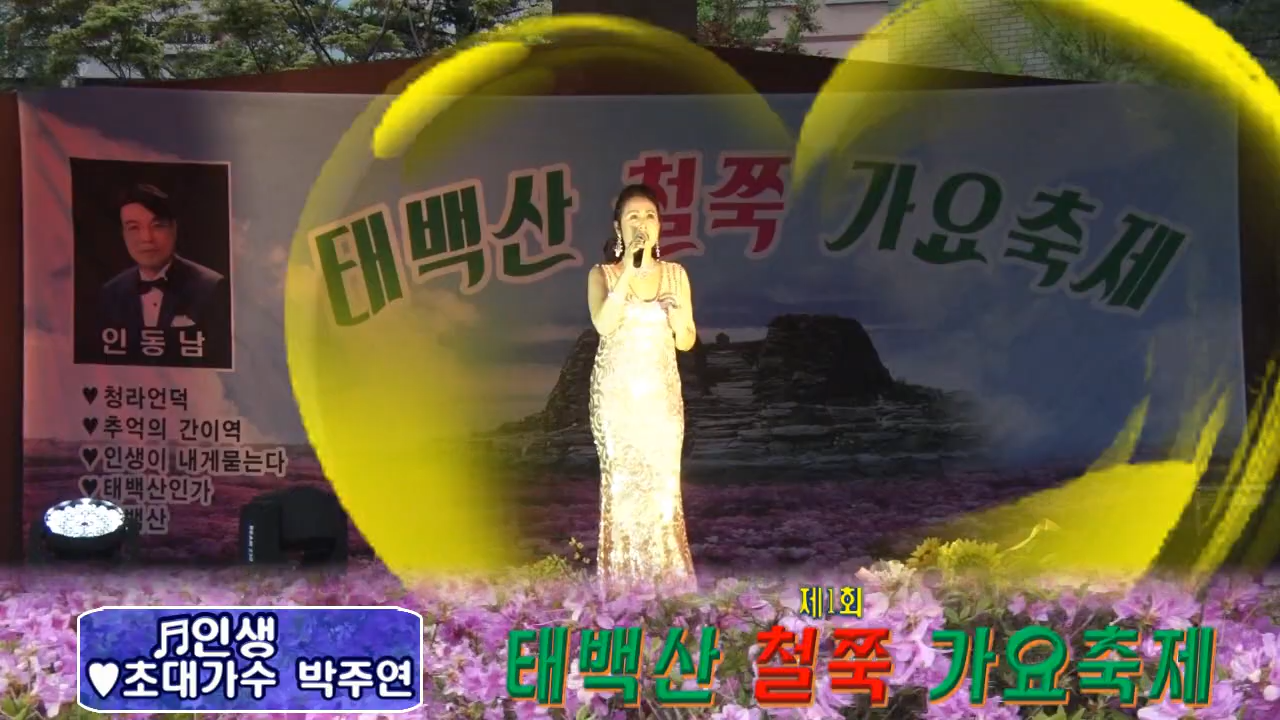 태백산 철쭉 가요축제
인동남
♥청라언덕
♥추억의 간이역
♥인생이 내게묻는다
♥태백산인가
백산
제1회
태백산 철쭉 가요축제
♬인생
♥초대가수 박주연